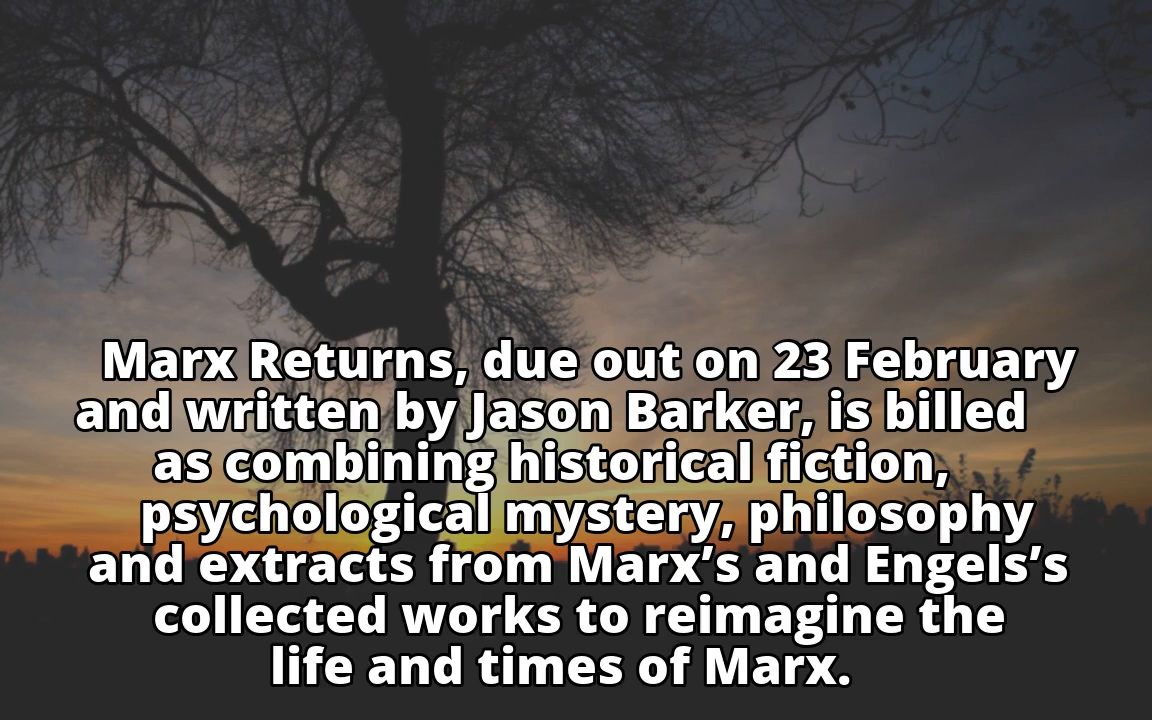 Marx Returns, due out on 23 February
and written by Jason Barker, is billed
as combining historical fiction,
psychological mystery, philosophy
and extracts from Marx’s and Engels’s
collected works to reimagine the
life and times of Marx.